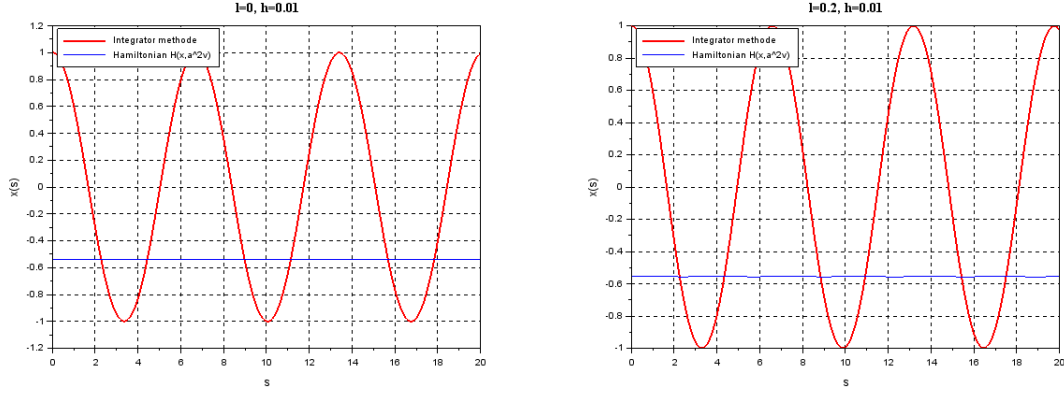 l=0, h=0.01
Integrator methode
Hamiltonian H(x,a^2v)
1.2
1
0.8
0.6
0.4
0.2
0
-0.2
-0.4
-0.6
-0.8
-1
-1.2
x(s)
0 2 4 6 8 10 12 14 16 18 20
s
l=0.2, h=0.01
Integrator methode
Hamiltonian H(x,a^2v)
1
0.8
0.6
0.4
0.2
0
-0.2
-0.4
-0.6
-0.8
-1
x(s)
0 2 4 6 8 10 12 14 16 18 20
s